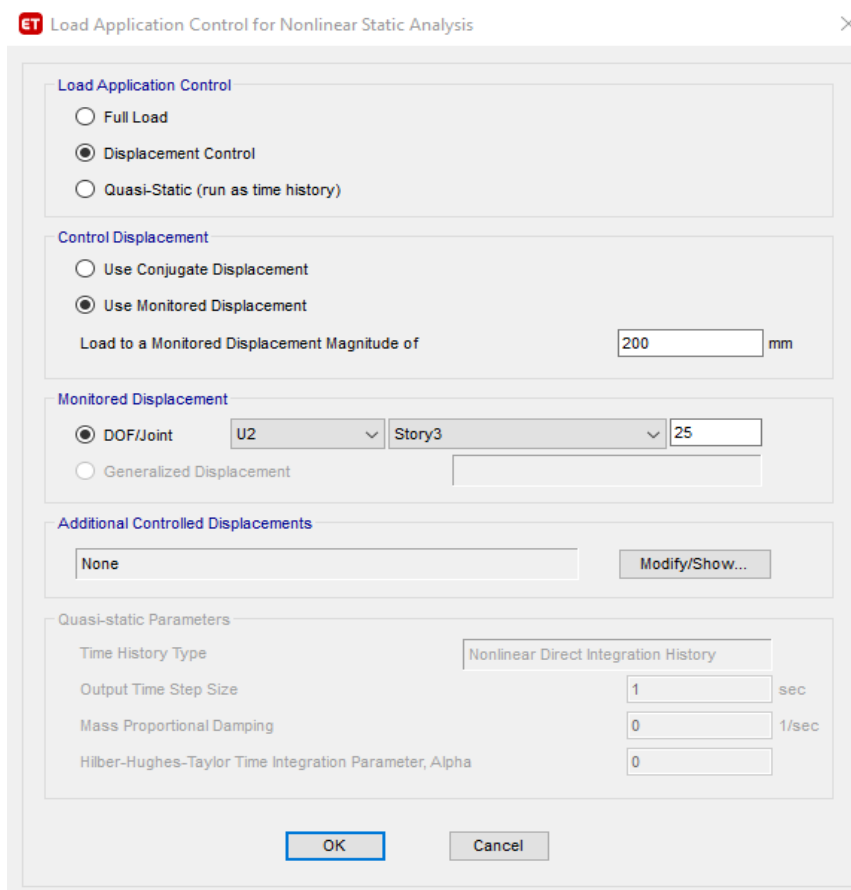 ET Load Application Control for Nonlinear Static Analysis
Load Application Control
Full Load
Displacement Control
Quasi-Static (run as time history)
Control Displacement
Use Conjugate Displacement
Use Monitored Displacement
Load to a Monitored Displacement Magnitude of 200 mm
Monitored Displacement
DOF/Joint U2 Story3 25
Generalized Displacement
Additional Controlled Displacements
None Modify/Show...
Quasi-static Parameters
Time History Type Nonlinear Direct Integration History
Output Time Step Size 1 sec
Mass Proportional Damping 0 1/sec
Hilber-Hughes-Taylor Time Integration Parameter, Alpha 0
OK Cancel